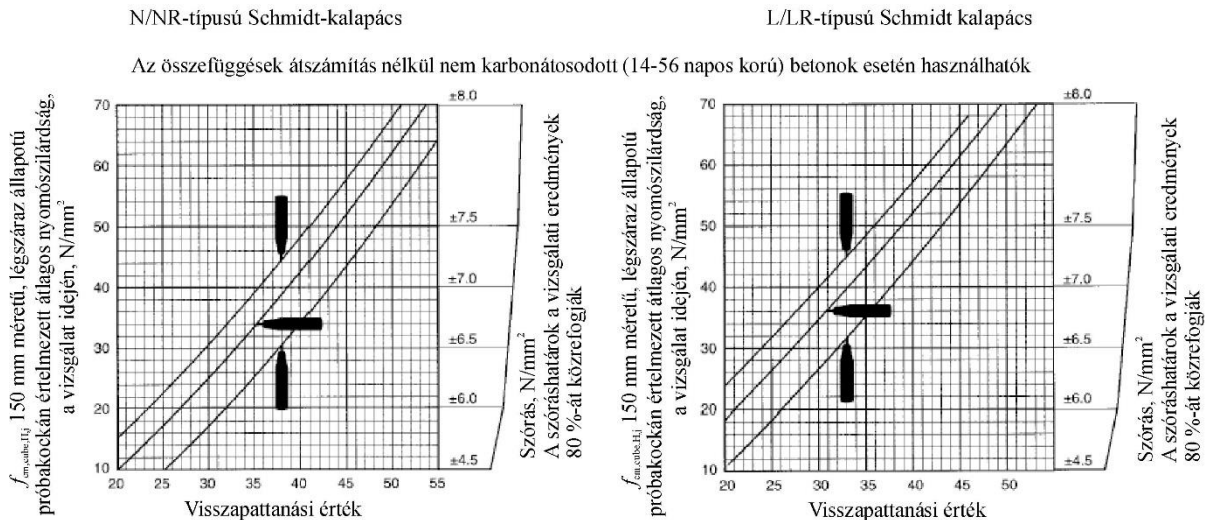 N/NR-típusú Schmidt-kalapács
L/LR-típusú Schmidt kalapács
Az összefüggések átszámítás nélkül nem karbonátosodott (14-56 napos korú) betonok esetén használhatók
f cm,cube,H,j 150 mm méretű, légszáraz állapotú
próbakockán értelmezett átlagos nyomószilárdság,
a vizsgálat idején, N/mm²
70
60
50
40
30
20
10
20
25
30
35
40
45
50
55
Visszapattanási érték
±8.0
±7.5
±7.0
±6.5
±6.0
±4.5
Szórás, N/mm²
A szóráshatárok a vizsgálati eredmények
80 %-át közrefogják
f cm,cube,H,j 150 mm méretű, légszáraz állapotú
próbakockán értelmezett átlagos nyomószilárdság,
a vizsgálat idején, N/mm²
70
60
50
40
30
20
10
20
25
30
35
40
46
50
Visszapattanási érték
±8.0
±7.5
±7.0
±6.5
±6.0
±4.5
Szórás, N/mm²
A szóráshatárok a vizsgálati eredmények
80 %-át közrefogják